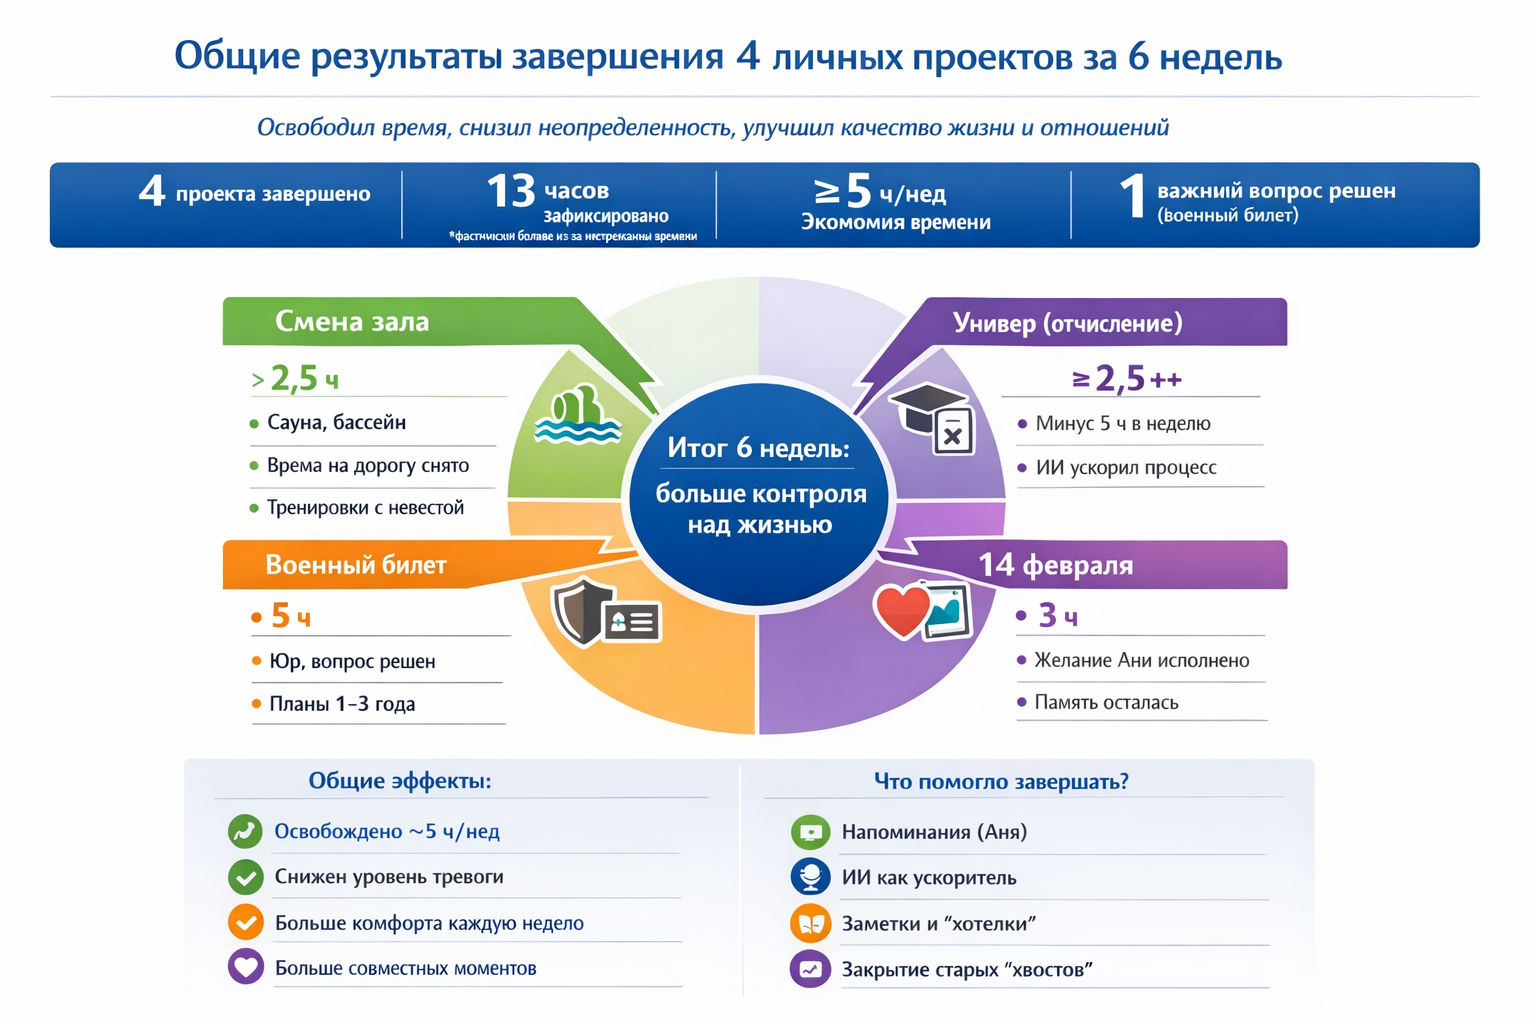 Общие результаты завершения 4 личных проектов за 6 недель
Освободил время, снизил неопределенность, улучшил качество жизни и отношений
4 проекта завершено
13 часов
зафиксировано
≥5 ч/нед
Экомомия времени
1 важний вопрос решен
(военный билет)
Смена зала
> 2,5 ч
• Сауна, бассейн
• Врема на дорогу снято
• Тренировки с невестой
Универ (отчисление)
≥2,5++
• Минус 5 ч в неделю
• ИИ ускорил процесс
Итог 6 недель:
больше контроля
над жизнью
Военный билет
• 5 ч
• Юр, вопрос решен
• Планы 1–3 года
14 февраля
• 3 ч
• Желание Ани исполнено
• Память осталась
Общие эффекты:
Освобождено ~5 ч/нед
Снижен уровень тревоги
Больше комфорта каждую недело
Больше совместных моментов
Что помогло завершать?
Напоминания (Аня)
ИИ как ускоритель
Заметки и "хотелки"
Закрытие старых "хвостов"